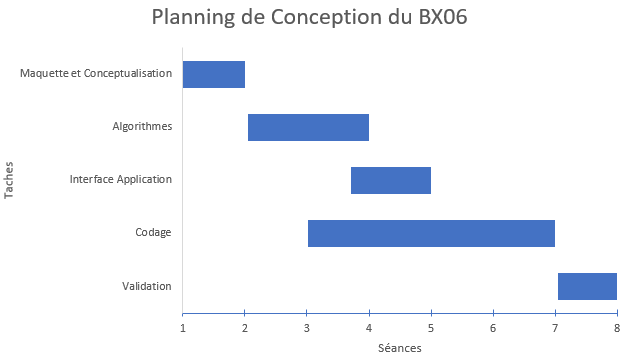 Planning de Conception du BX06
Taches
Maquette et Conceptualisation
Algorithmes
Interface Application
Codage
Validation
1 2 3 4 5 6 7 8
Séances